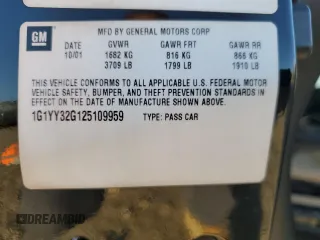 GM
MFD BY GENERAL MOTORS CORP
DATE GVWR GAWR FRT GAWR RR
10/01 1682 KG 816 KG 866 KG
3709 LB 1799 LB 1910 LB
THIS VEHICLE CONFORMS TO ALL APPLICABLE U.S. FEDERAL MOTOR
VEHICLE SAFETY, BUMPER, AND THEFT PREVENTION STANDARDS IN
EFFECT ON THE DATE OF MANUFACTURE SHOWN ABOVE.
1G1YY32G125109959 TYPE: PASS CAR
DREAMBID